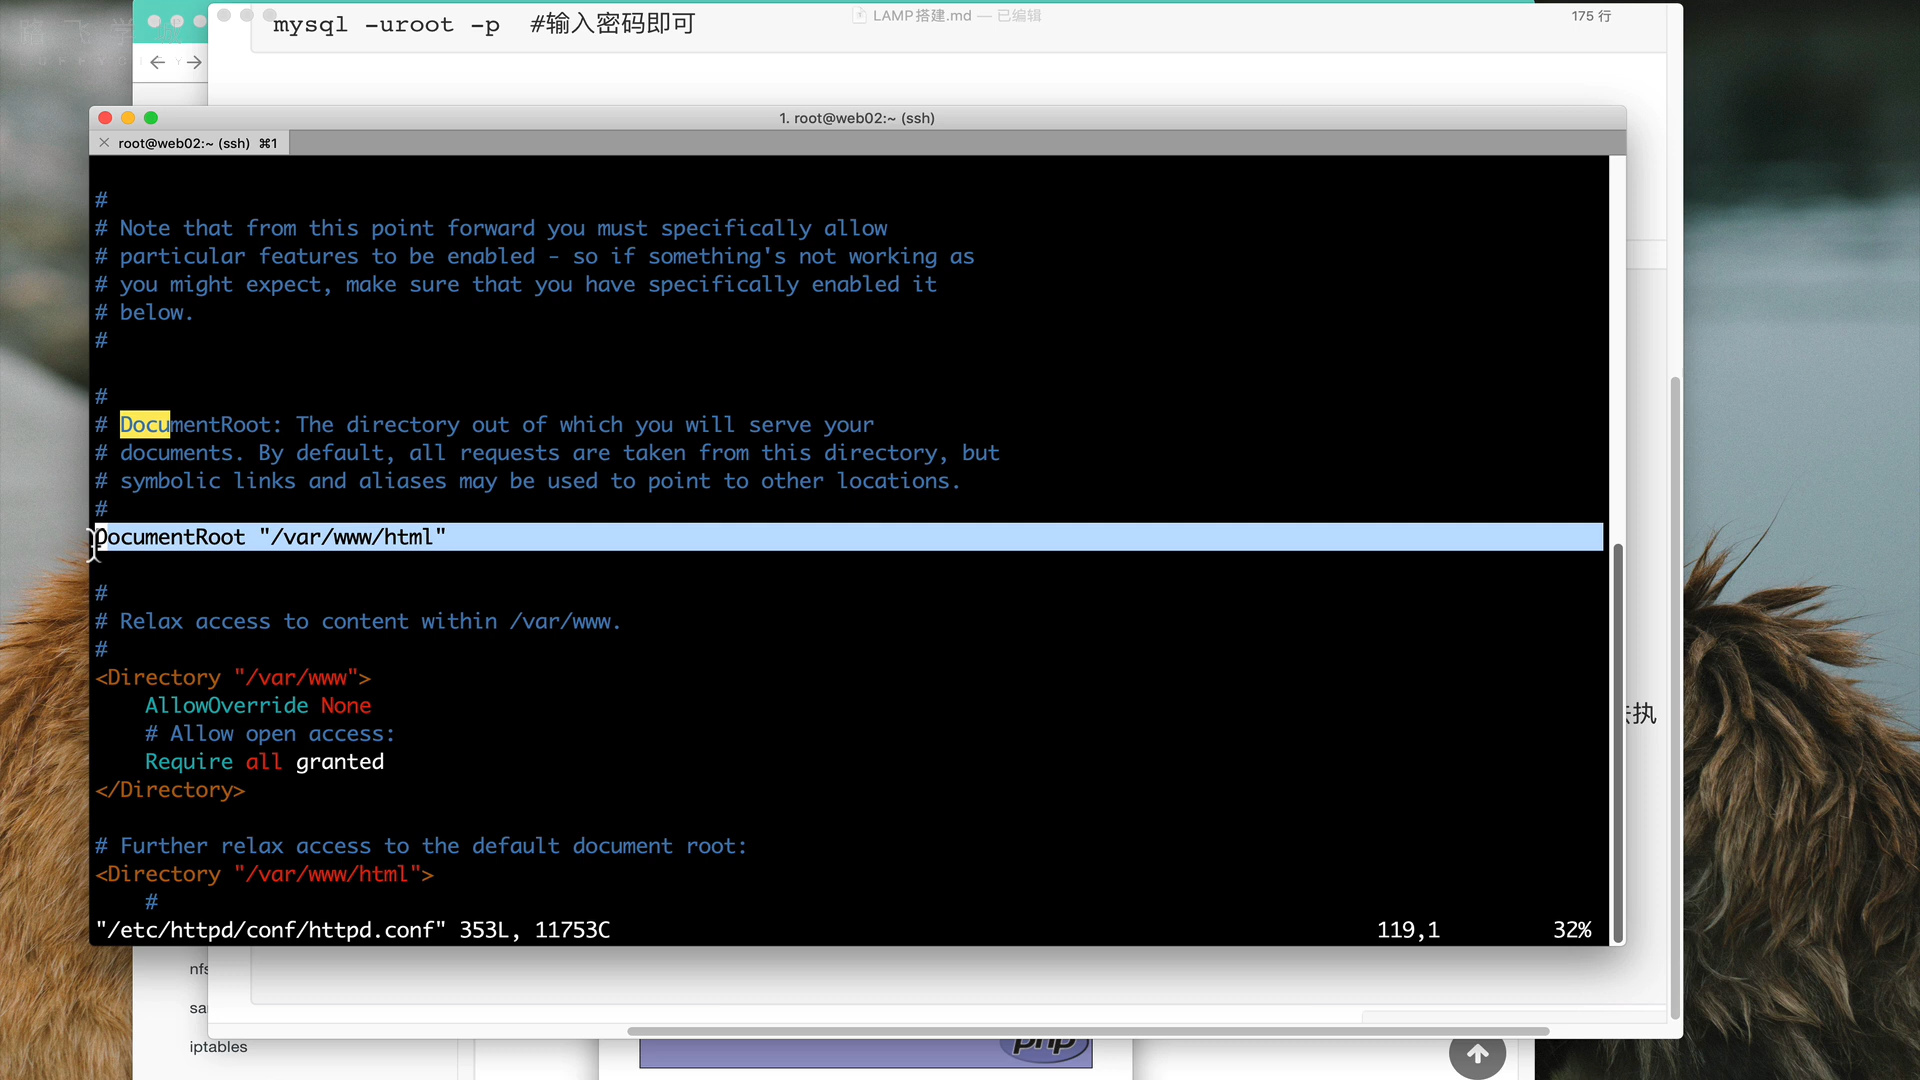 mysql -uroot -p  #输入密码即可
LAMP搭建.md — 已编辑
175 行
1. root@web02:~ (ssh)
root@web02:~ (ssh) ⌘1
#
# Note that from this point forward you must specifically allow
# particular features to be enabled - so if something's not working as
# you might expect, make sure that you have specifically enabled it
# below.
#
#
# DocumentRoot: The directory out of which you will serve your
# documents. By default, all requests are taken from this directory, but
# symbolic links and aliases may be used to point to other locations.
#
DocumentRoot "/var/www/html"
#
# Relax access to content within /var/www.
#
<Directory "/var/www">
    AllowOverride None
    # Allow open access:
    Require all granted
</Directory>
# Further relax access to the default document root:
<Directory "/var/www/html">
    #
"/etc/httpd/conf/httpd.conf" 353L, 11753C
119,1
32%
执
nfs
sa
iptables
php